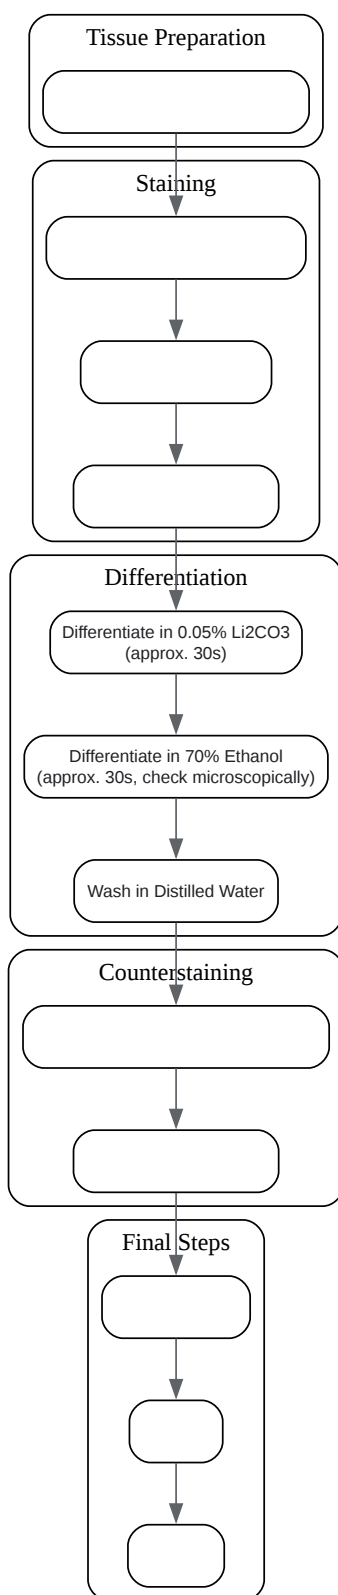 Tissue Preparation
Staining
Differentiation
Differentiate in 0.05% Li2CO3
(approx. 30s)
Differentiate in 70% Ethanol
(approx. 30s, check microscopically)
Wash in Distilled Water
Counterstaining
Final Steps